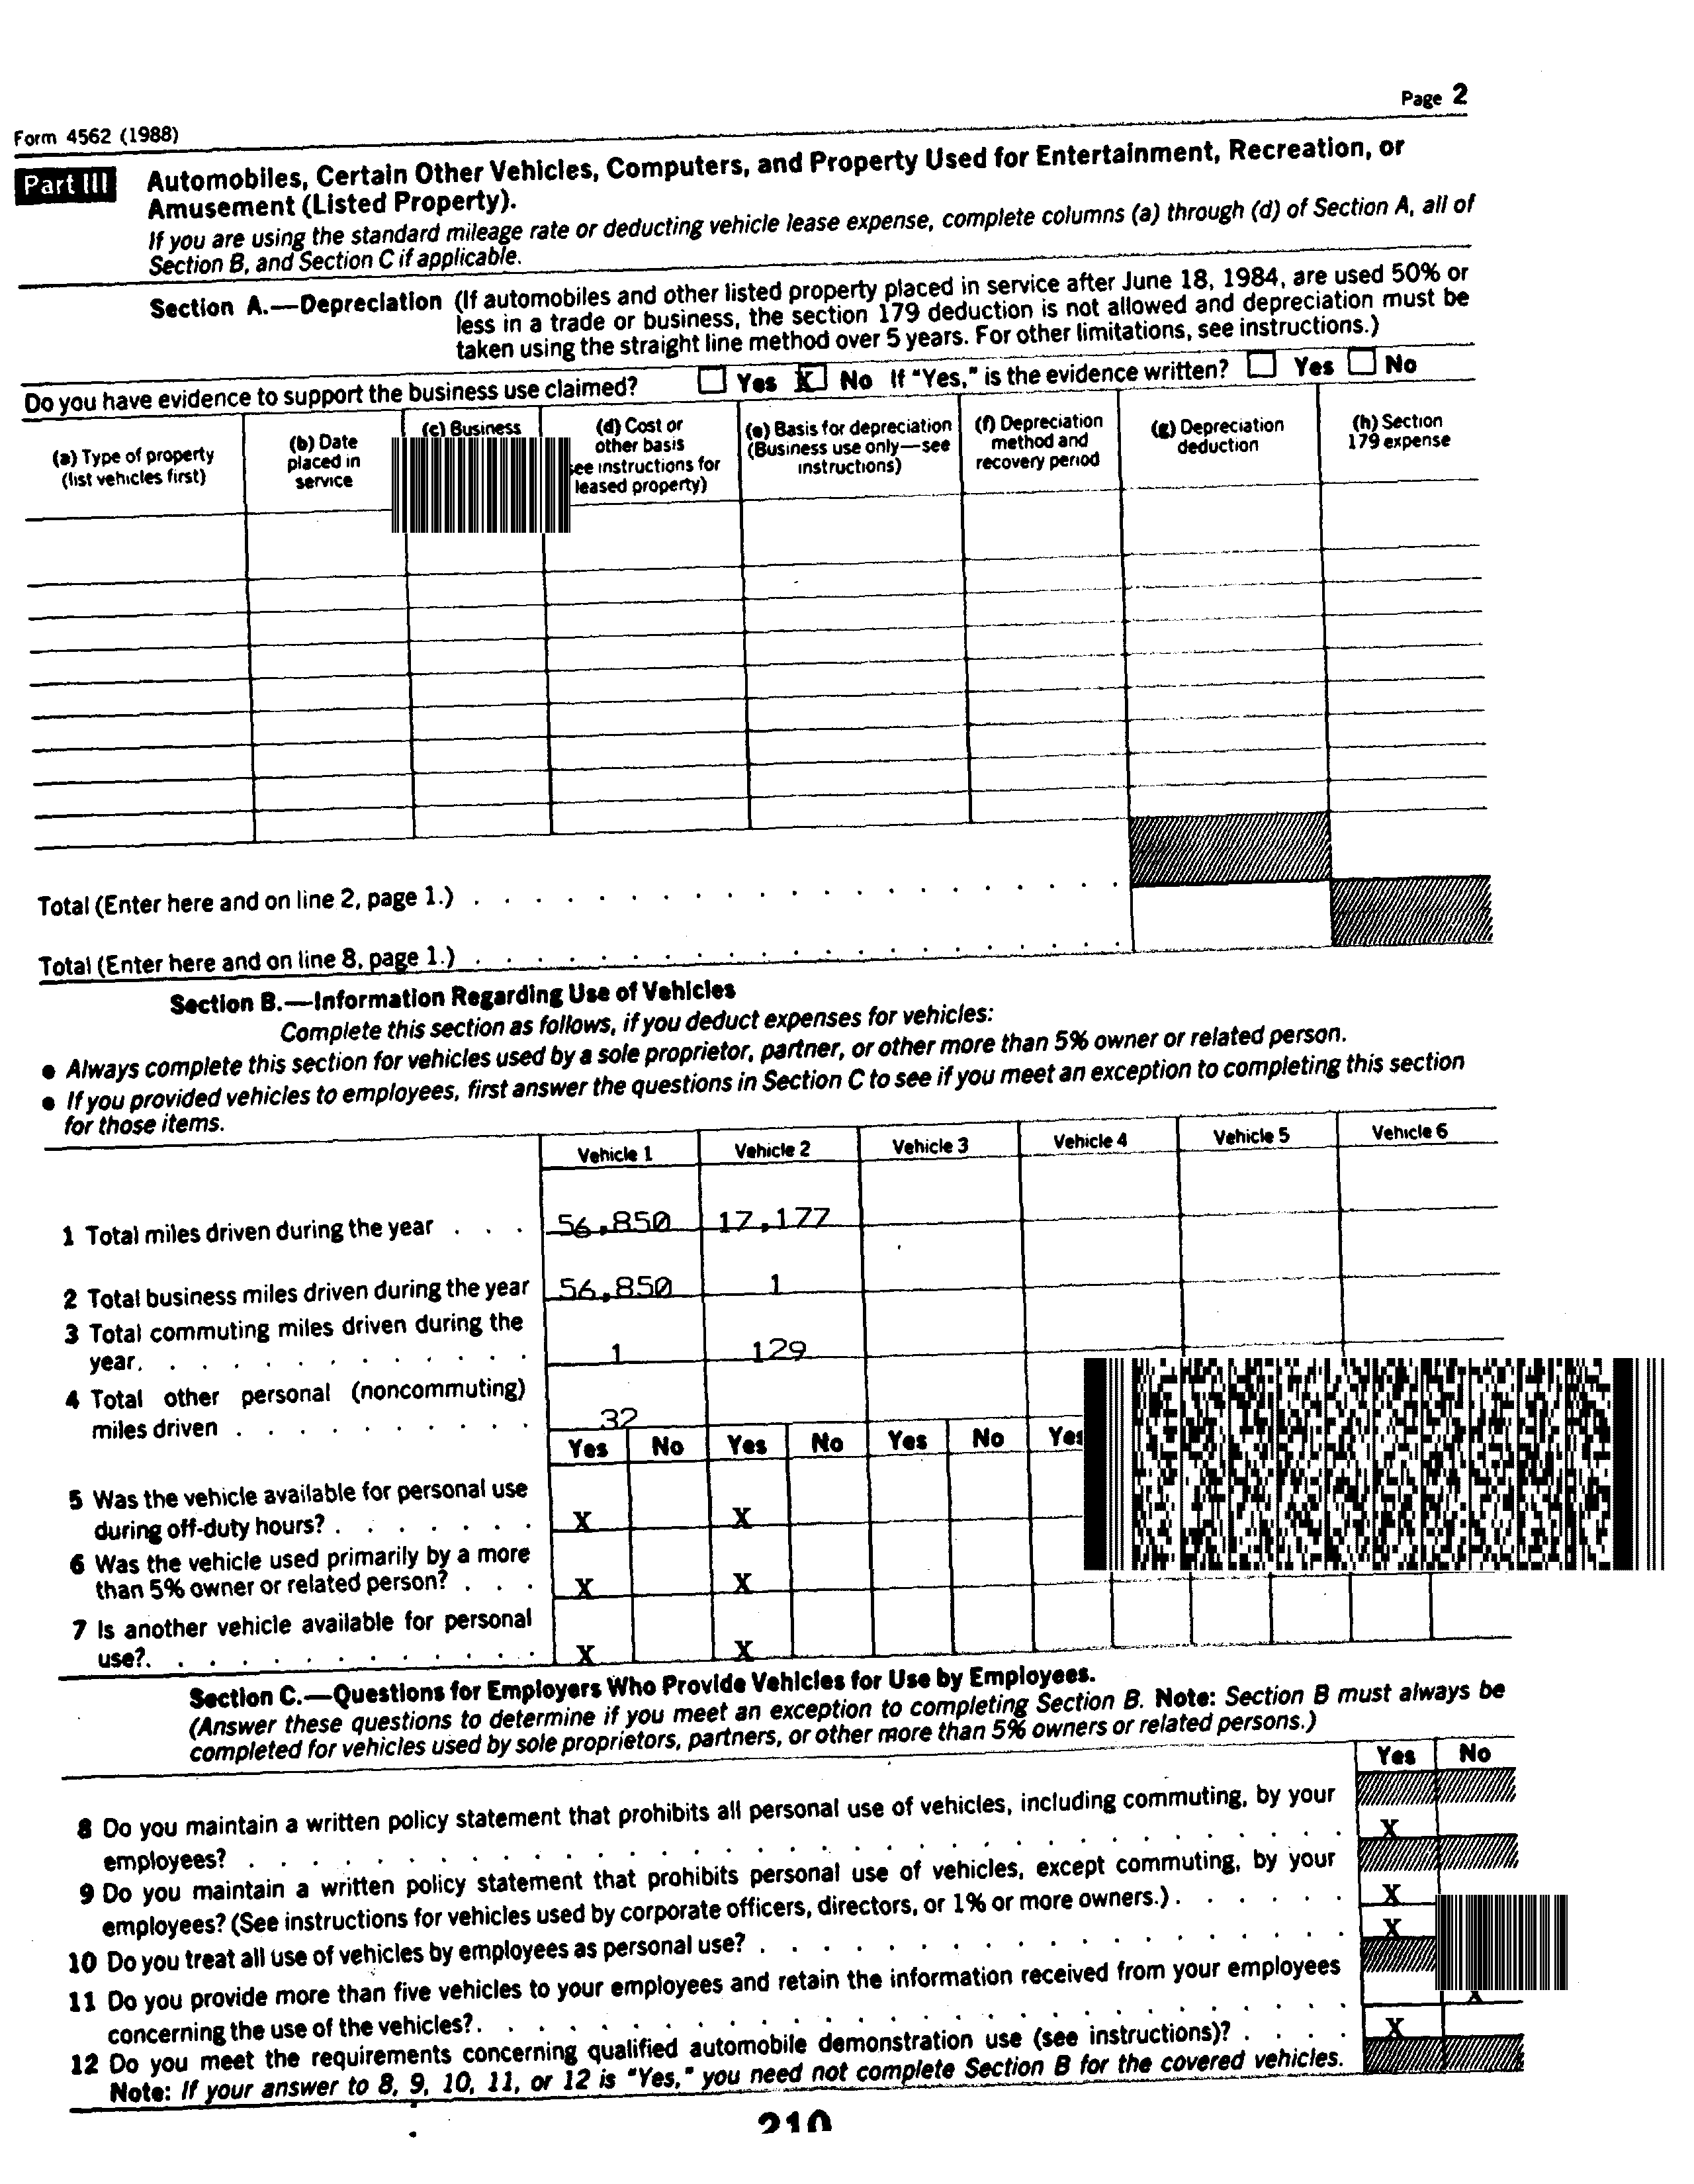 Page 2
Form 4562 (1988)
Part III Automobiles, Certain Other Vehicles, Computers, and Property Used for Entertainment, Recreation, or
Amusement (Listed Property).
If you are using the standard mileage rate or deducting vehicle lease expense, complete columns (a) through (d) of Section A, all of
Section B, and Section C if applicable.
Section A.—Depreciation (If automobiles and other listed property placed in service after June 18, 1984, are used 50% or
less in a trade or business, the section 179 deduction is not allowed and depreciation must be
taken using the straight line method over 5 years. For other limitations, see instructions.)
Do you have evidence to support the business use claimed? Yes X No If "Yes," is the evidence written? Yes No
(a) Type of property
(list vehicles first)
(b) Date
placed in
service
(c) Business
(d) Cost or
other basis
see instructions for
leased property)
(e) Basis for depreciation
(Business use only—see
instructions)
(f) Depreciation
method and
recovery period
(g) Depreciation
deduction
(h) Section
179 expense
Total (Enter here and on line 2, page 1.) . . . . . . . . . . . . . . . . . . . . .
Total (Enter here and on line 8, page 1.) . . . . . . . . . . . . . . . . . . . . .
Section B.—Information Regarding Use of Vehicles
Complete this section as follows, if you deduct expenses for vehicles:
● Always complete this section for vehicles used by a sole proprietor, partner, or other more than 5% owner or related person.
● If you provided vehicles to employees, first answer the questions in Section C to see if you meet an exception to completing this section
for those items.
Vehicle 1 Vehicle 2 Vehicle 3 Vehicle 4 Vehicle 5 Vehicle 6
1 Total miles driven during the year . . . 56,850 17,177
2 Total business miles driven during the year 56,850 1
3 Total commuting miles driven during the
year. . . . . . . . . . . . . 1 129
4 Total other personal (noncommuting)
miles driven . . . . . . . . . . 32
Yes No Yes No Yes No Yes
5 Was the vehicle available for personal use
during off-duty hours? . . . . . . . X X
6 Was the vehicle used primarily by a more
than 5% owner or related person? . . . X X
7 Is another vehicle available for personal
use?. . . . . . . . . . . . . X X
Section C.—Questions for Employers Who Provide Vehicles for Use by Employees.
(Answer these questions to determine if you meet an exception to completing Section B. Note: Section B must always be
completed for vehicles used by sole proprietors, partners, or other more than 5% owners or related persons.)
Yes No
8 Do you maintain a written policy statement that prohibits all personal use of vehicles, including commuting, by your
employees? . . . . . . . . . . . . . . . . . . . . . . . . . . . . . X
9 Do you maintain a written policy statement that prohibits personal use of vehicles, except commuting, by your
employees? (See instructions for vehicles used by corporate officers, directors, or 1% or more owners.) . . . . . . X
10 Do you treat all use of vehicles by employees as personal use? . . . . . . . . . . . . . . . . . X
11 Do you provide more than five vehicles to your employees and retain the information received from your employees
concerning the use of the vehicles?. . . . . . . . . . . . . . . . . . . . . . . X
12 Do you meet the requirements concerning qualified automobile demonstration use (see instructions)? . . . . X
Note: If your answer to 8, 9, 10, 11, or 12 is "Yes," you need not complete Section B for the covered vehicles.
210